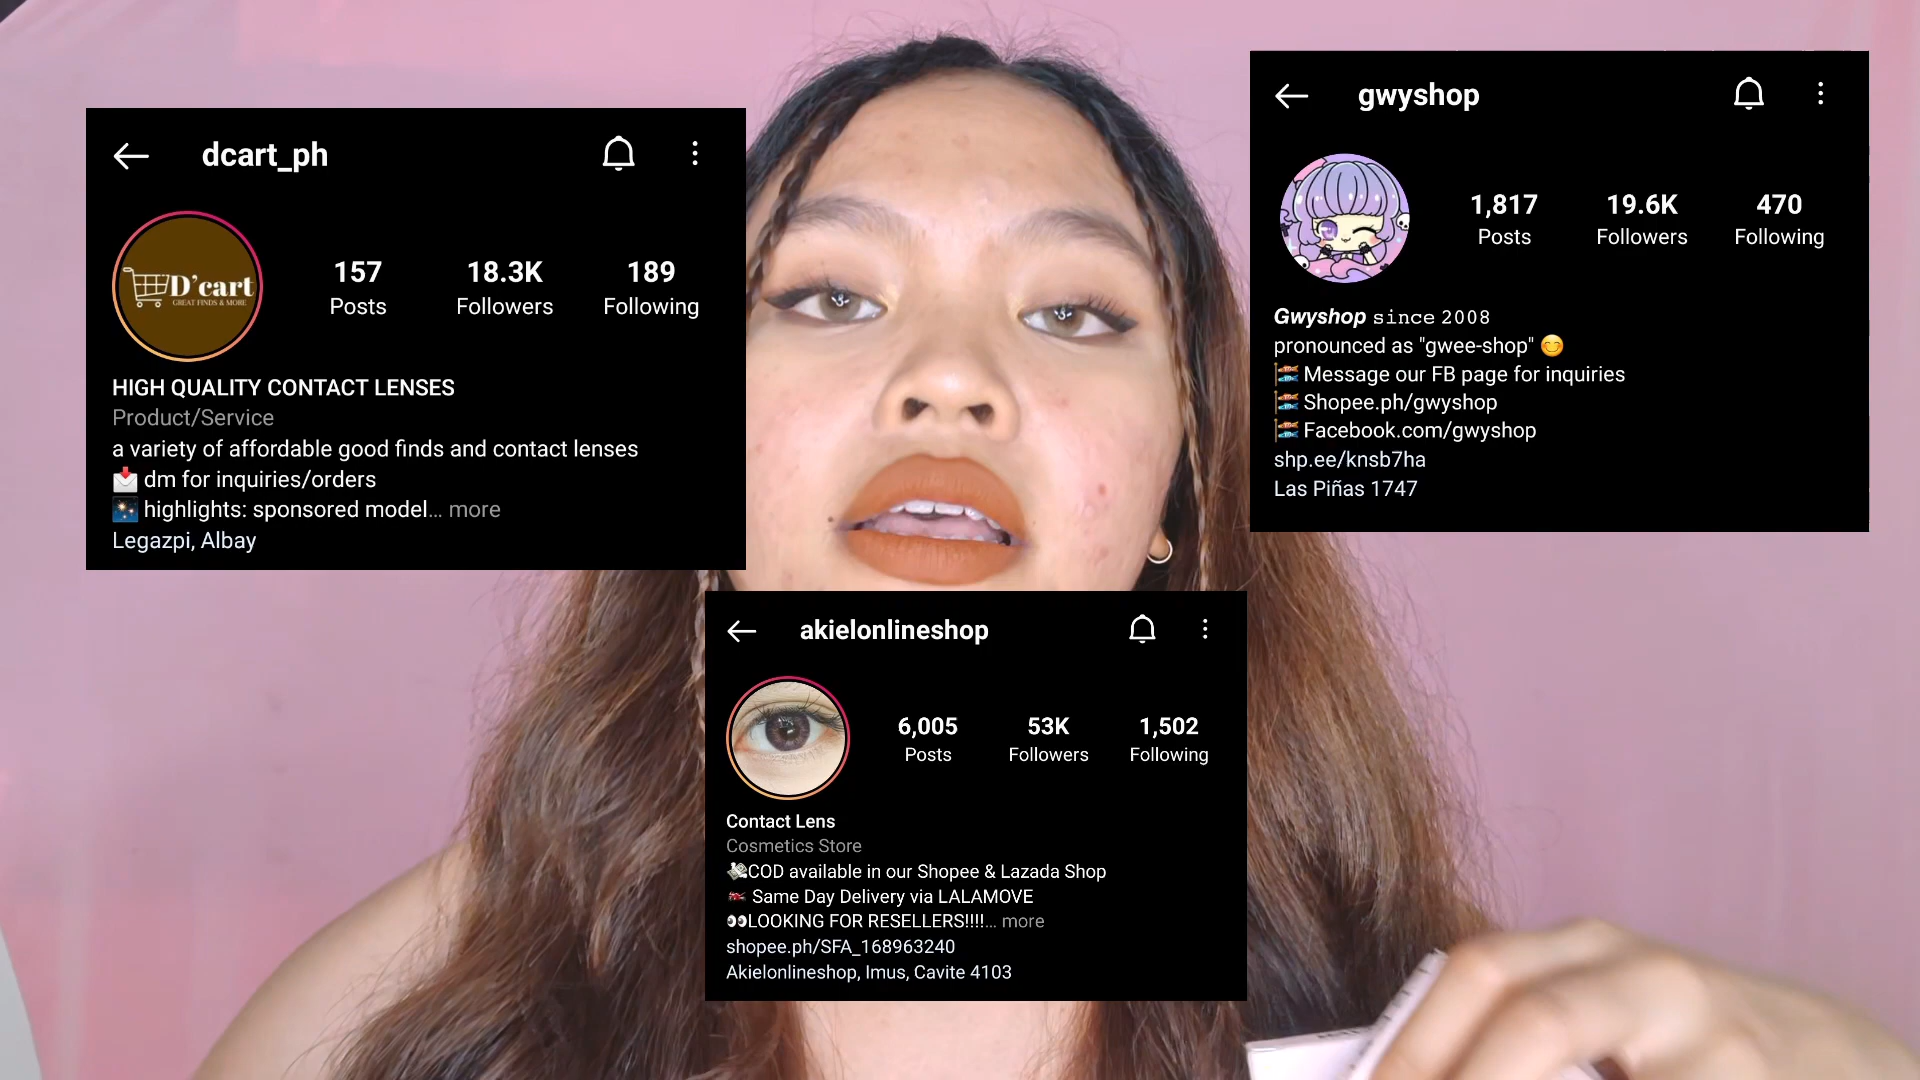 dcart_ph
D'cart
GREAT FINDS & MORE
157
Posts
18.3K
Followers
189
Following
HIGH QUALITY CONTACT LENSES
Product/Service
a variety of affordable good finds and contact lenses
📩 dm for inquiries/orders
🎇 highlights: sponsored model... more
Legazpi, Albay
gwyshop
1,817
Posts
19.6K
Followers
470
Following
Gwyshop since 2008
pronounced as "gwee-shop" 😊
🎏 Message our FB page for inquiries
🎏 Shopee.ph/gwyshop
🎏 Facebook.com/gwyshop
shp.ee/knsb7ha
Las Piñas 1747
akielonlineshop
6,005
Posts
53K
Followers
1,502
Following
Contact Lens
Cosmetics Store
💸COD available in our Shopee & Lazada Shop
Same Day Delivery via LALAMOVE
👀LOOKING FOR RESELLERS!!!!... more
shopee.ph/SFA_168963240
Akielonlineshop, Imus, Cavite 4103